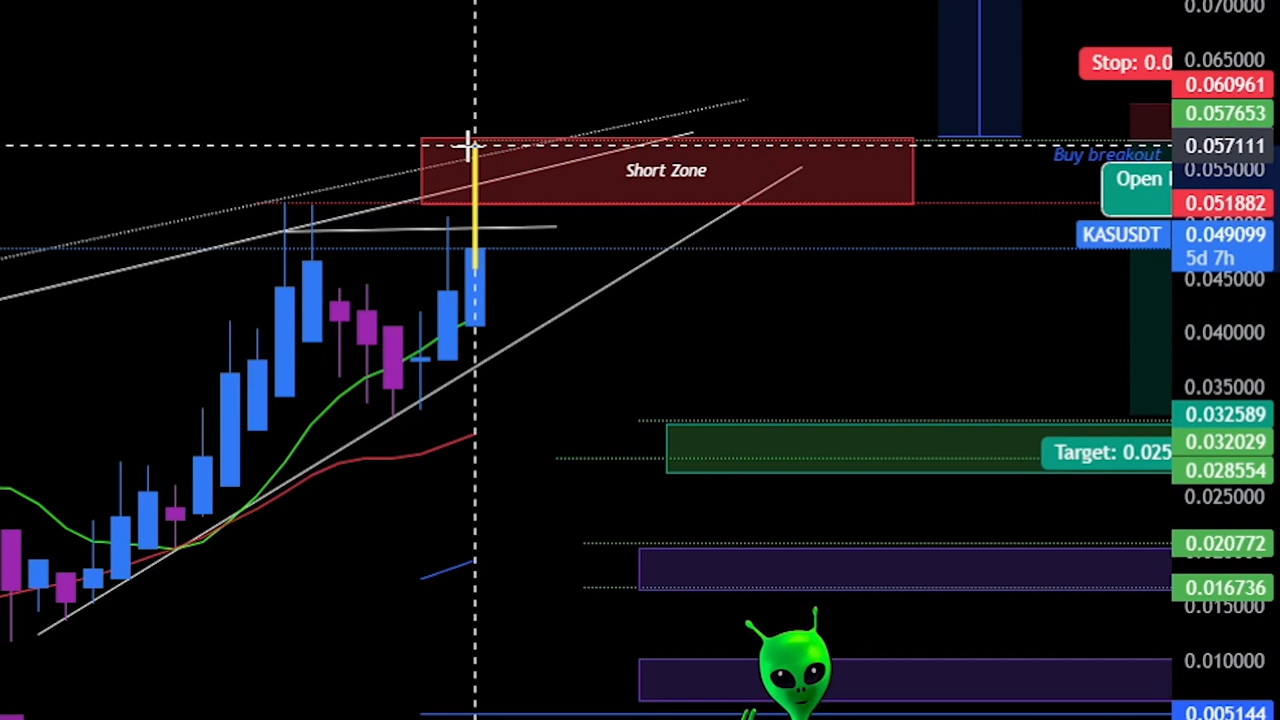 0.070000
Stop: 0.0
0.065000
0.060961
0.057653
0.057111
Buy breakout
0.055000
Short Zone
Open
0.051882
KASUSDT
0.049099
5d 7h
0.045000
0.040000
0.035000
0.032589
0.032029
Target: 0.025
0.028554
0.025000
0.020772
0.016736
0.015000
0.010000
0.005144